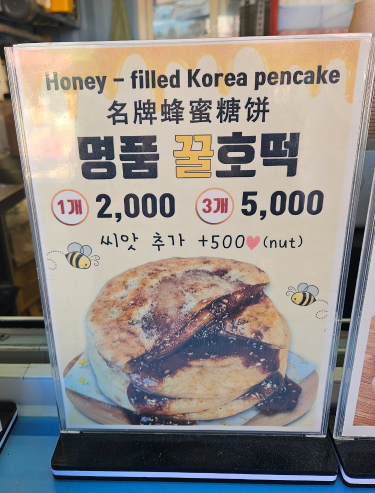 Honey - filled Korea pencake
名牌蜂蜜糖饼
명품 꿀호떡
1개 2,000 3개 5,000
씨앗 추가 +500♥(nut)